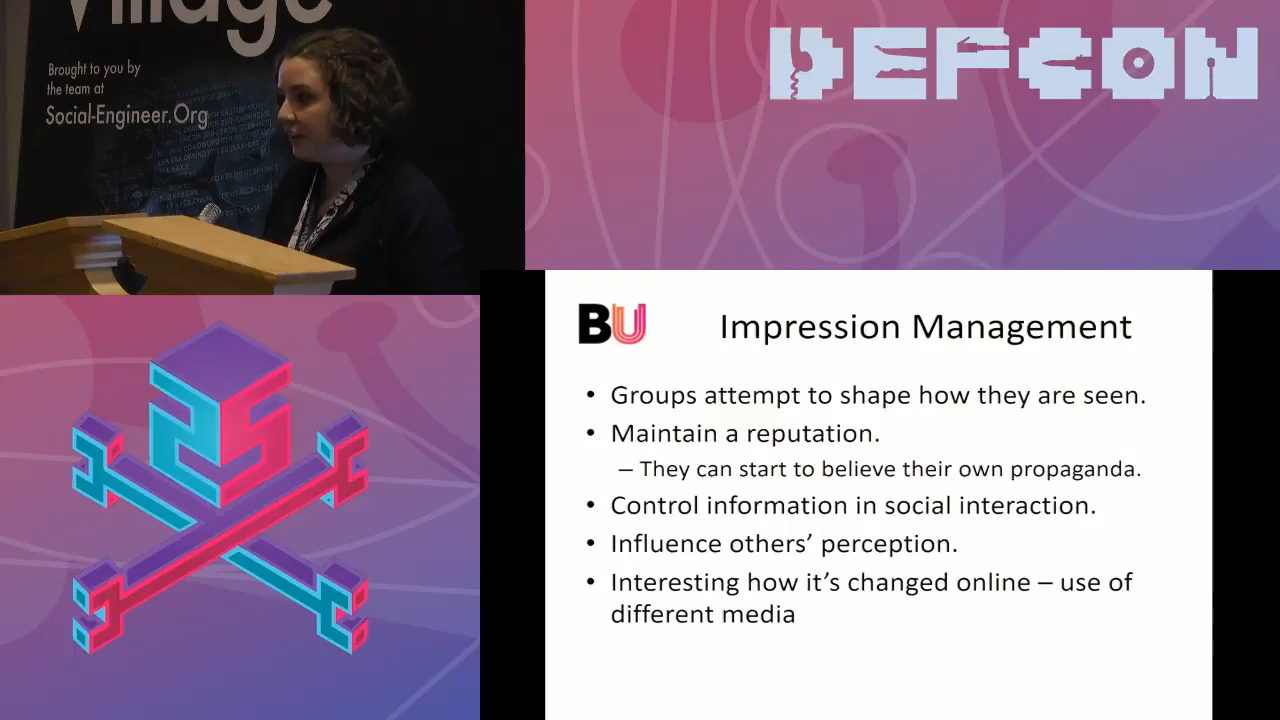 Village
Brought to you by
the team at
Social-Engineer.Org
DEFCON
BU
Impression Management
• Groups attempt to shape how they are seen.
• Maintain a reputation.
– They can start to believe their own propaganda.
• Control information in social interaction.
• Influence others’ perception.
• Interesting how it’s changed online – use of
different media
25